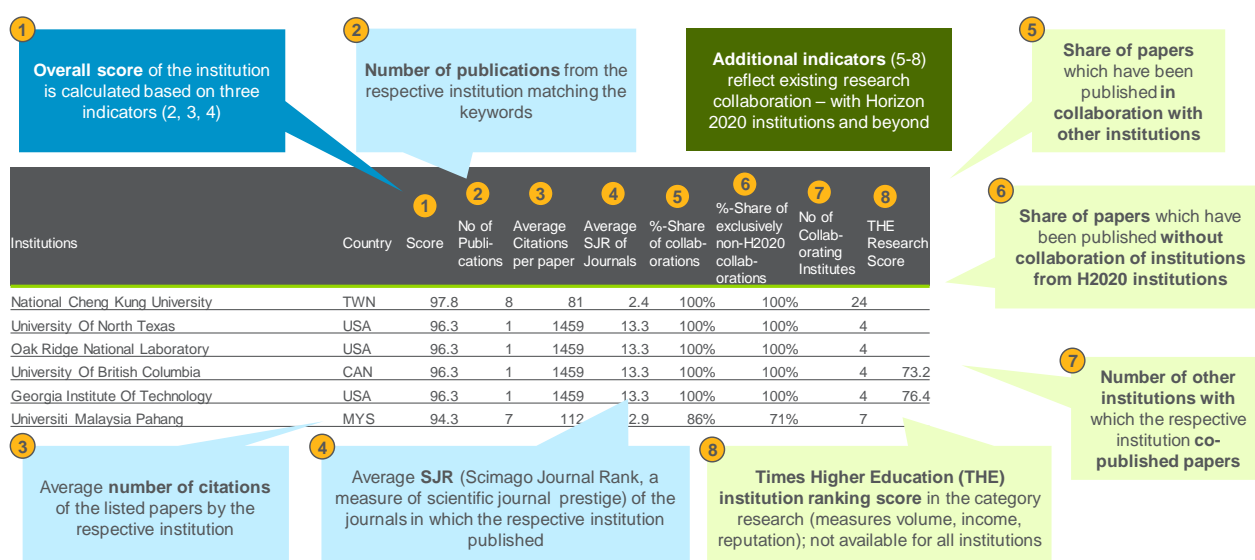 1
Overall score of the institution
is calculated based on three
indicators (2, 3, 4)
2
Number of publications from the
respective institution matching the
keywords
Additional indicators (5-8)
reflect existing research
collaboration – with Horizon
2020 institutions and beyond
5
Share of papers
which have been
published in
collaboration with
other institutions
Institutions
Country
1
Score
2
No of
Publi-
cations
3
Average
Citations
per paper
4
Average
SJR of
Journals
5
%-Share
of collab-
orations
6
%-Share of
exclusively
non-H2020
collab-
orations
7
No of
Collab-
orating
Institutes
8
THE
Research
Score
National Cheng Kung University TWN 97.8 8 81 2.4 100% 100% 24
University Of North Texas USA 96.3 1 1459 13.3 100% 100% 4
Oak Ridge National Laboratory USA 96.3 1 1459 13.3 100% 100% 4
University Of British Columbia CAN 96.3 1 1459 13.3 100% 100% 4 73.2
Georgia Institute Of Technology USA 96.3 1 1459 13.3 100% 100% 4 76.4
Universiti Malaysia Pahang MYS 94.3 7 112 2.9 86% 71% 7
6
Share of papers which have
been published without
collaboration of institutions
from H2020 institutions
7
Number of other
institutions with
which the respective
institution co-
published papers
3
Average number of citations
of the listed papers by the
respective institution
4
Average SJR (Scimago Journal Rank, a
measure of scientific journal prestige) of the
journals in which the respective institution
published
8
Times Higher Education (THE)
institution ranking score in the category
research (measures volume, income,
reputation); not available for all institutions